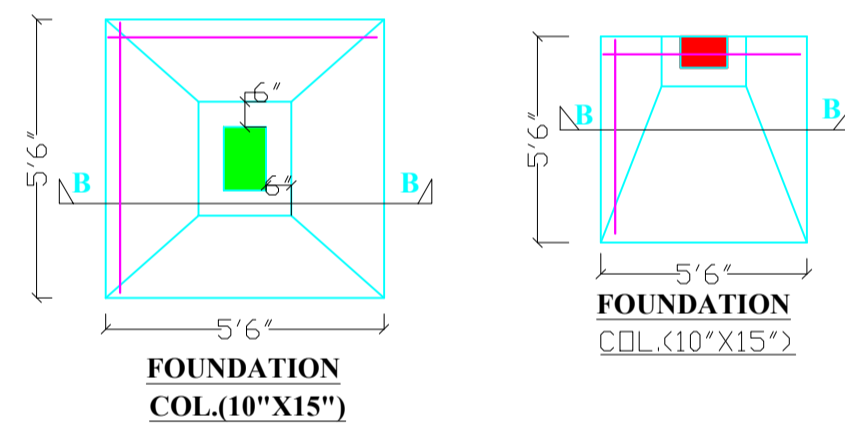 6"
5'6"
B
B
6"
5'6"
FOUNDATION
COL.(10"X15")
5'6"
B
B
5'6"
FOUNDATION
COL.(10"X15")